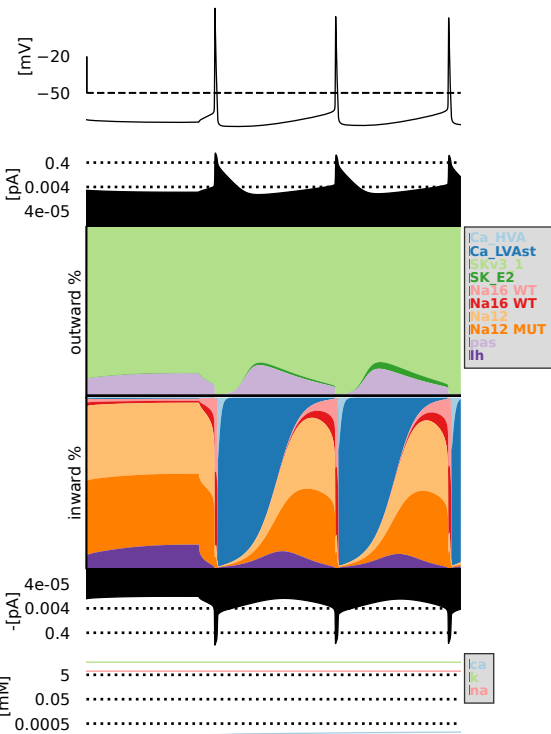 [mV]
−20
−50
[pA]
0.4
0.004
4e-05
outward %
Ca_HVA
Ca_LVAst
SKv3_1
SK_E2
Na16 WT
Na16 WT
Na12
Na12 MUT
pas
Ih
inward %
-[pA]
4e-05
0.004
0.4
[mM]
5
0.05
0.0005
ca
k
na